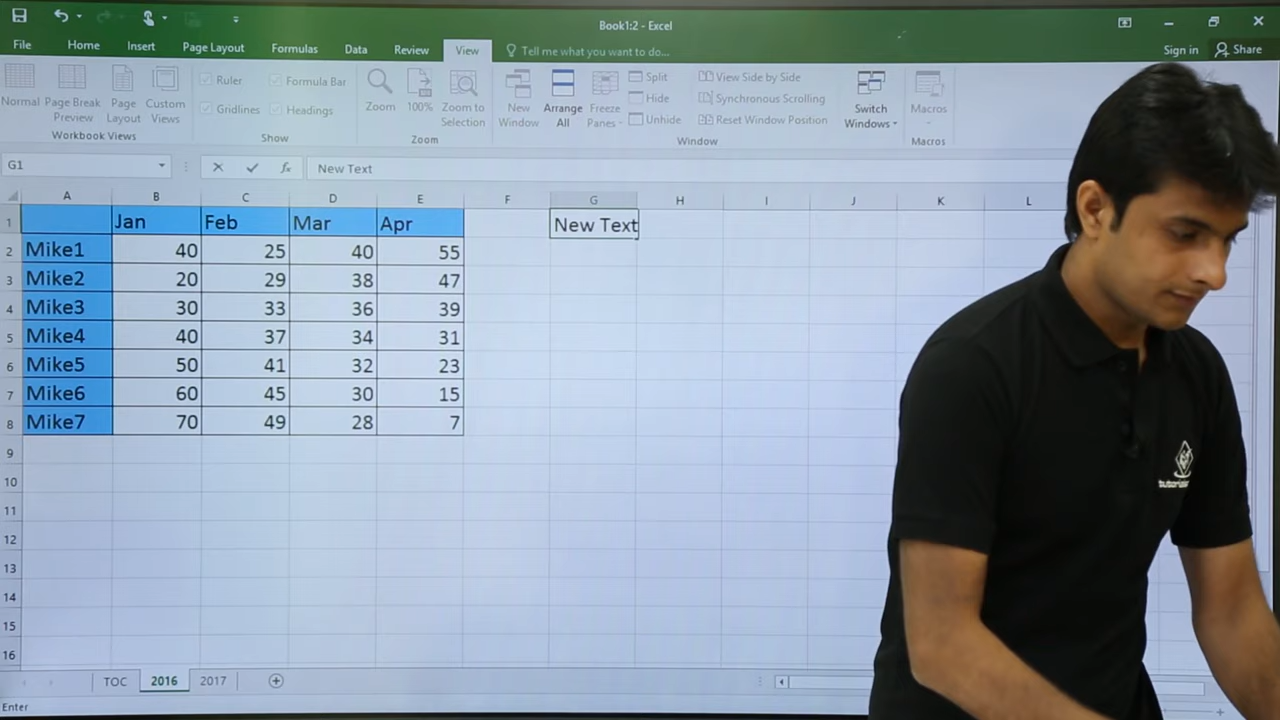 Book1:2 - Excel
File Home Insert Page Layout Formulas Data Review View Tell me what you want to do... Sign in Share
Normal Page Break Preview Page Layout Custom Views
Workbook Views
Ruler Formula Bar
Gridlines Headings
Show
Zoom 100% Zoom to Selection
Zoom
New Window Arrange All Freeze Panes
Split
Hide
Unhide
View Side by Side
Synchronous Scrolling
Reset Window Position
Switch Windows
Window
Macros
Macros
G1 fx New Text
A B C D E F G H I J K L
1 Jan Feb Mar Apr New Text
2 Mike1 40 25 40 55
3 Mike2 20 29 38 47
4 Mike3 30 33 36 39
5 Mike4 40 37 34 31
6 Mike5 50 41 32 23
7 Mike6 60 45 30 15
8 Mike7 70 49 28 7
9
10
11
12
13
14
15
16
TOC 2016 2017
Enter